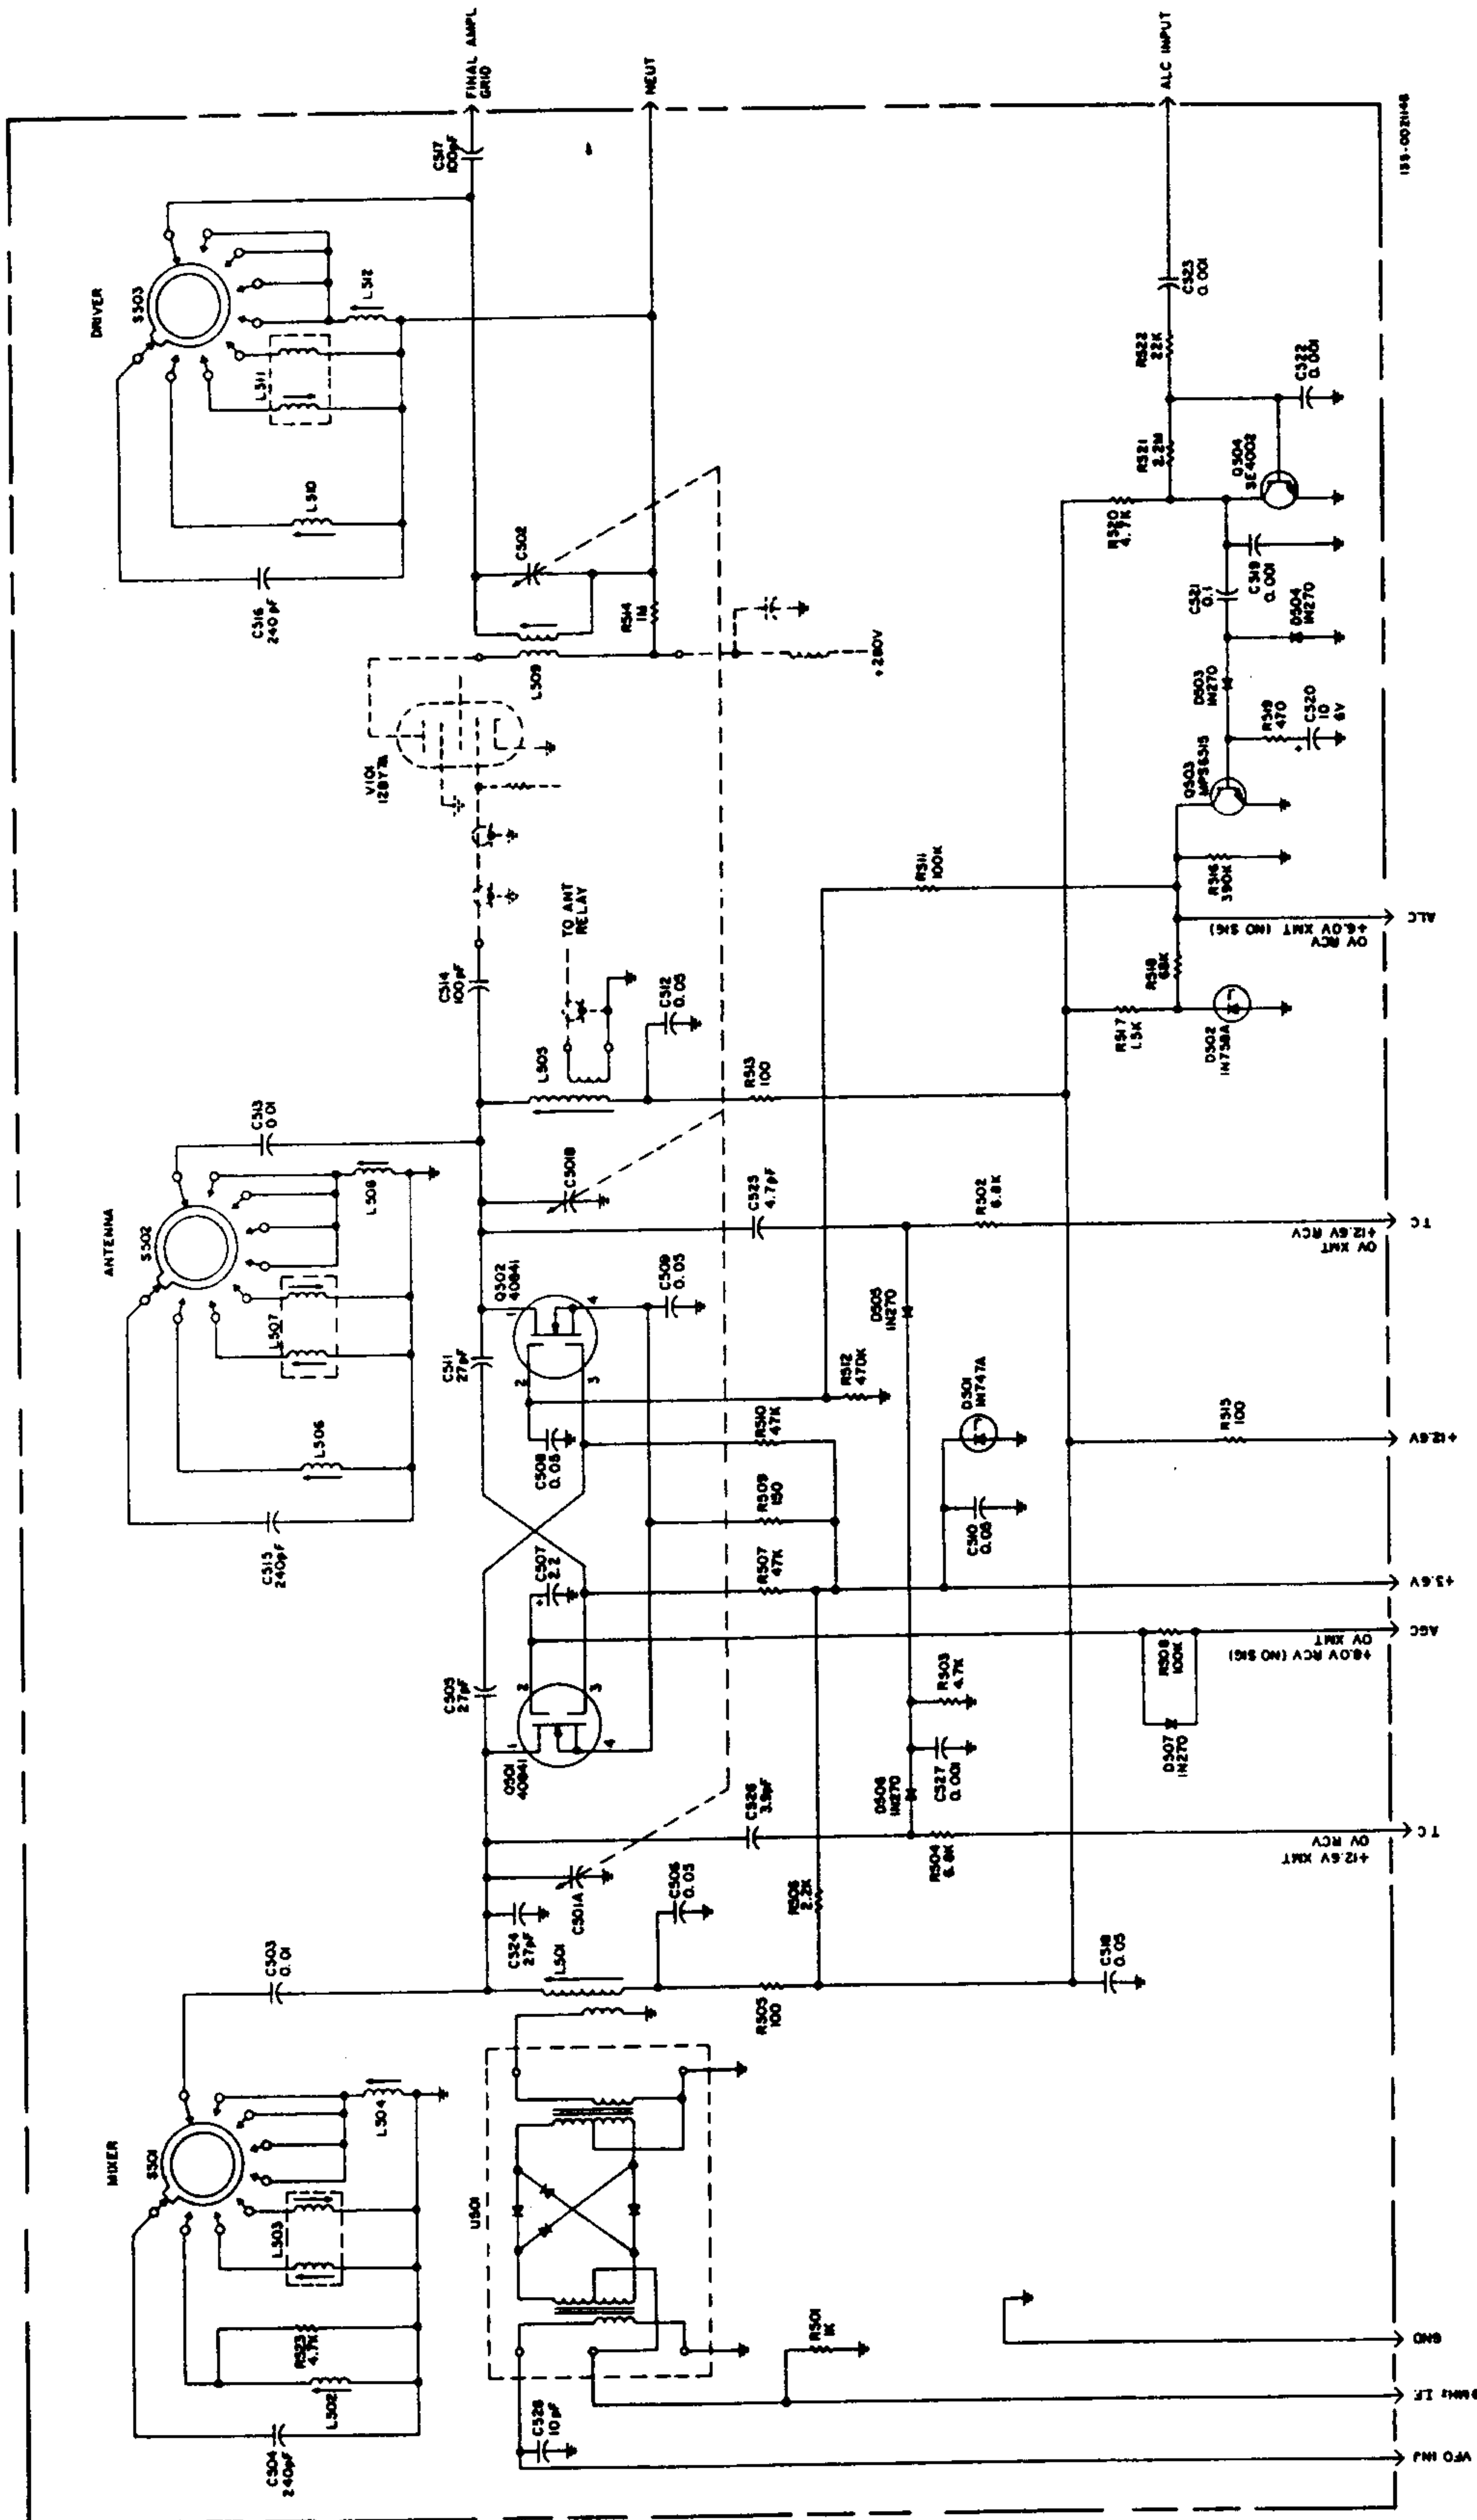 DRIVER
S503
C516
240pF
L510
L511
L512
C517
100pF
FINAL AMPL
GRID
NEUT
V101
12BY7A
L509
C502
R514
1M
+280V
ANTENNA
S502
C515
240pF
L506
L507
L508
C513
0.01
C511
27pF
Q502
40841
1
2
3
4
C508
0.05
C509
0.05
C501B
L505
TO ANT
RELAY
C512
0.05
C514
100pF
R513
100
C525
4.7pF
R502
6.8K
R509
150
R510
47K
R512
470K
R511
100K
D505
1N270
D501
1N747A
C510
0.05
MIXER
S501
C504
240pF
L502
R523
4.7K
L503
L504
C503
0.01
U501
C528
10pF
R501
1K
L501
C524
27pF
C501A
C506
0.05
R505
100
R506
2.2K
C526
3.9pF
Q501
40841
1
2
3
4
C505
27pF
C507
2.2
+
R507
47K
D506
1N270
R504
6.8K
C527
0.001
R503
4.7K
C518
0.05
D507
1N270
R508
100K
R515
100
R517
1.5K
R518
68K
D502
1N758A
R516
390K
Q503
MPS6515
R519
470
+
C520
10
6V
D503
1N270
D504
1N270
C521
0.1
C519
0.001
R520
4.7K
R521
2.2M
Q504
SE4002
C522
0.001
R522
22K
C523
0.001
ALC INPUT
VFO INJ
9MHz I.F.
GND
TC
0V RCV
+12.6V XMT
AGC
0V XMT
+8.0V RCV (NO SIG)
+3.6V
+12.6V
TC
+12.6V RCV
0V XMT
ALC
+6.0V XMT (NO SIG)
0V RCV